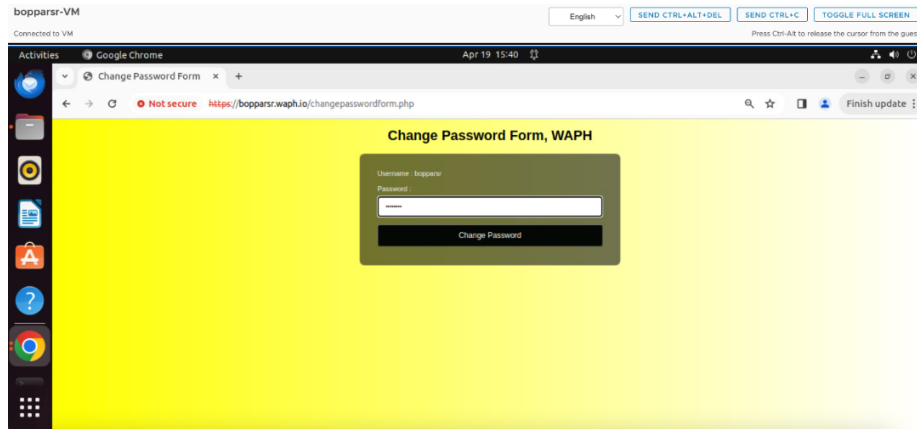 bopparsr-VM
English
SEND CTRL+ALT+DEL
SEND CTRL+C
TOGGLE FULL SCREEN
Connected to VM
Press Ctrl-Alt to release the cursor from the gues
Activities
Google Chrome
Apr 19 15:40
Change Password Form
Not secure
https://bopparsr.waph.io/changepasswordform.php
Finish update
Change Password Form, WAPH
Username : bopparsr
Password :
Change Password